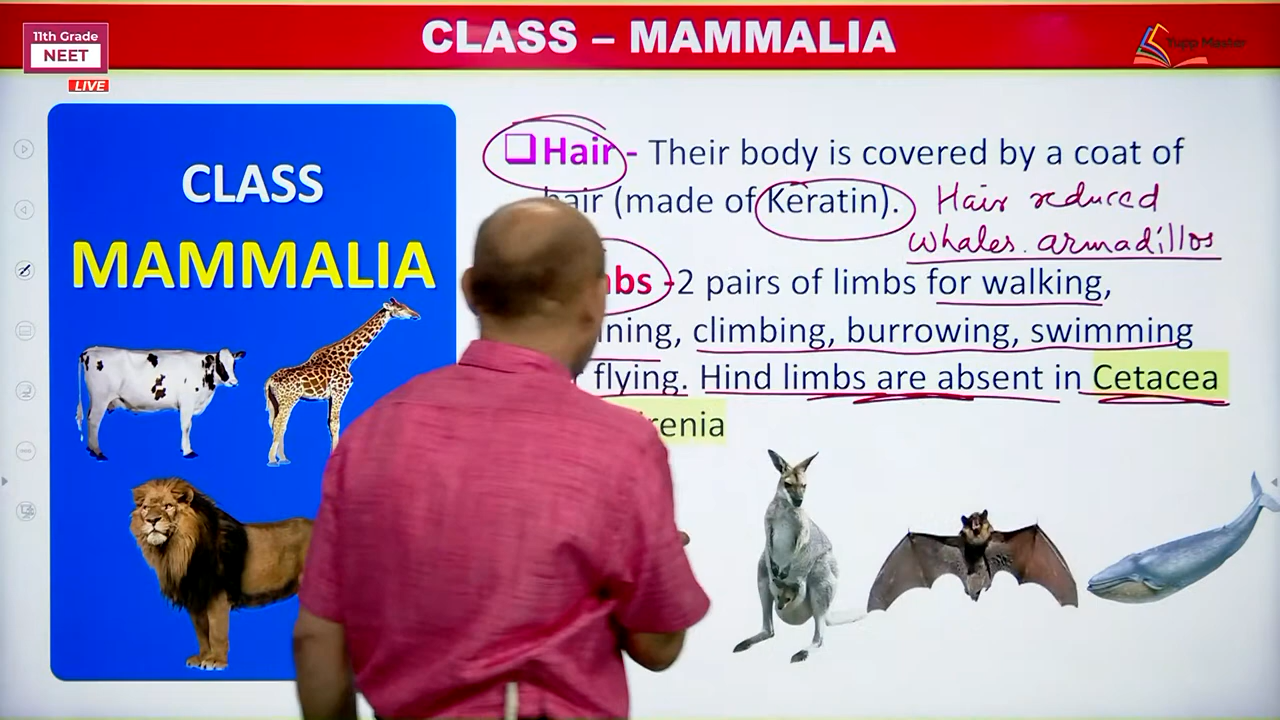 11th Grade
NEET
LIVE
CLASS – MAMMALIA
Yupp Master
CLASS
MAMMALIA
Hair - Their body is covered by a coat of
hair (made of Keratin). Hair reduced
whales. armadillos
mbs -2 pairs of limbs for walking,
ning, climbing, burrowing, swimming
flying. Hind limbs are absent in Cetacea
renia